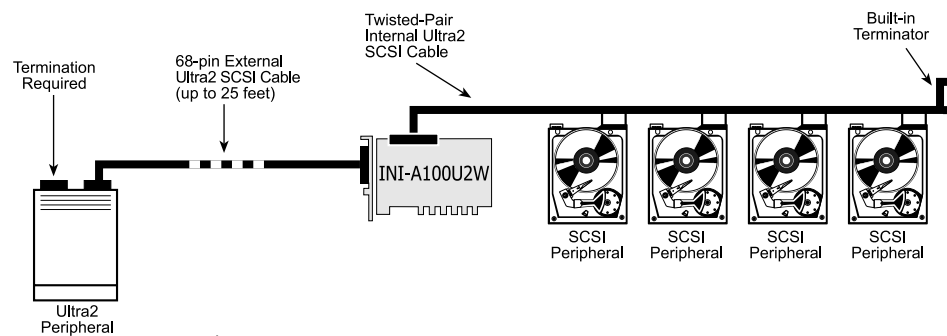 Termination
Required
68-pin External
Ultra2 SCSI Cable
(up to 25 feet)
Twisted-Pair
Internal Ultra2
SCSI Cable
Built-in
Terminator
INI-A100U2W
SCSI
Peripheral
SCSI
Peripheral
SCSI
Peripheral
SCSI
Peripheral
Ultra2
Peripheral